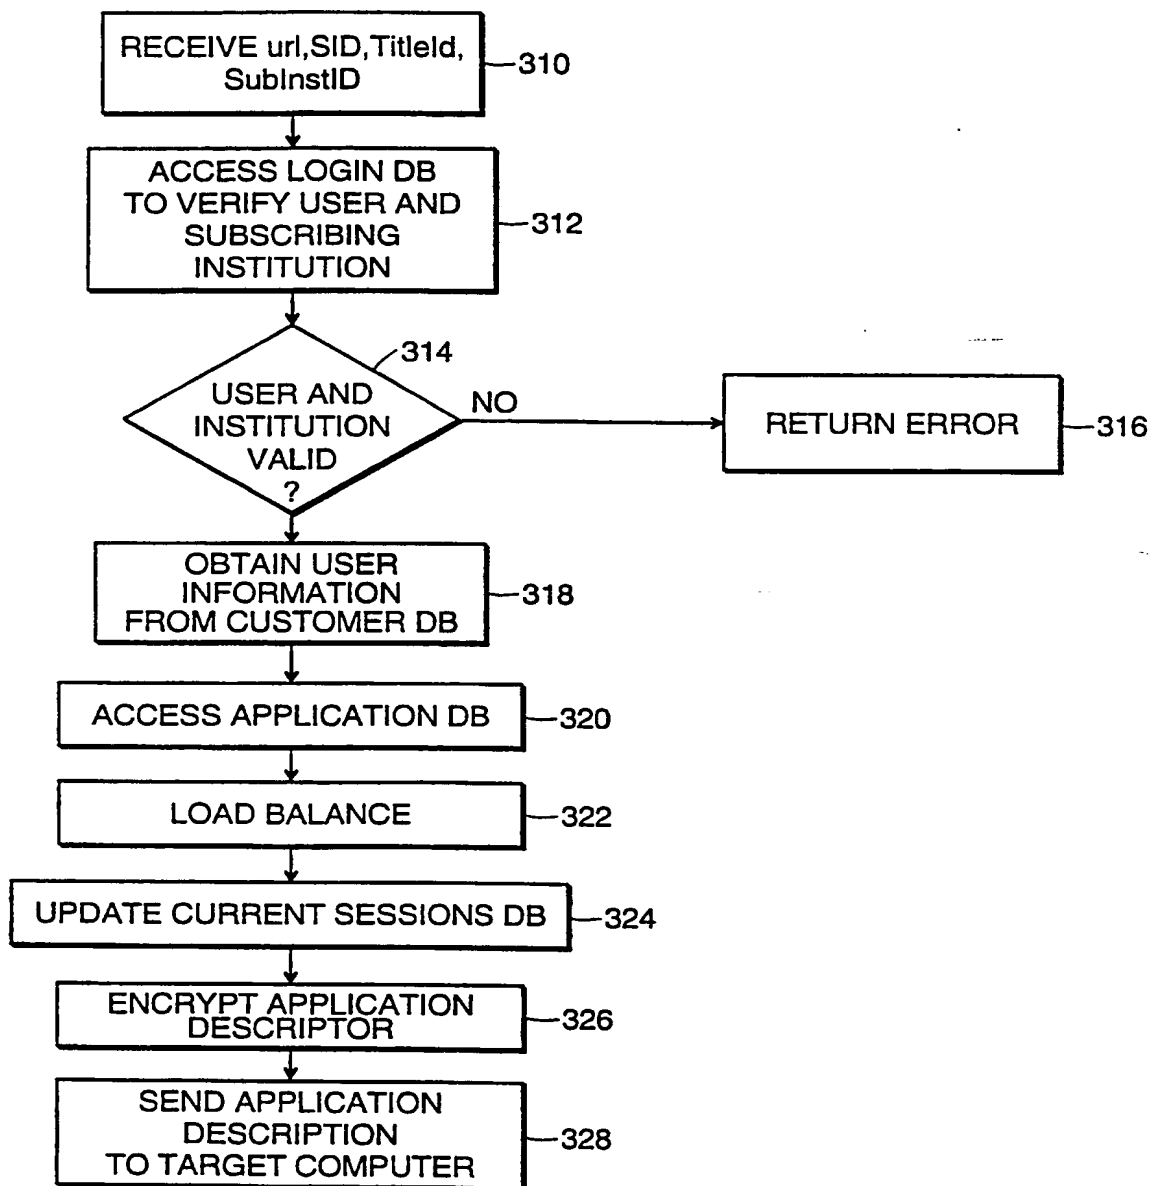 RECEIVE url,SID,TitleId,
SubInstID
310
ACCESS LOGIN DB
TO VERIFY USER AND
SUBSCRIBING
INSTITUTION
312
314
USER AND
INSTITUTION
VALID
?
NO
RETURN ERROR
316
OBTAIN USER
INFORMATION
FROM CUSTOMER DB
318
ACCESS APPLICATION DB
320
LOAD BALANCE
322
UPDATE CURRENT SESSIONS DB
324
ENCRYPT APPLICATION
DESCRIPTOR
326
SEND APPLICATION
DESCRIPTION
TO TARGET COMPUTER
328